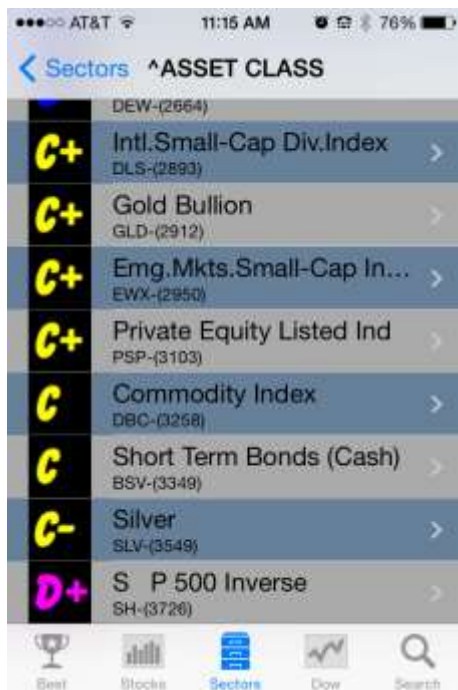 AT&T 11:15 AM 76%
Sectors ^ASSET CLASS
DEW-(2664)
C+ Intl.Small-Cap Div.Index
DLS-(2893)
C+ Gold Bullion
GLD-(2912)
C+ Emg.Mkts.Small-Cap In...
EWX-(2950)
C+ Private Equity Listed Ind
PSP-(3103)
C Commodity Index
DBC-(3258)
C Short Term Bonds (Cash)
BSV-(3349)
C- Silver
SLV-(3549)
D+ S P 500 Inverse
SH-(3726)
Best Stocks Sectors Dow Search